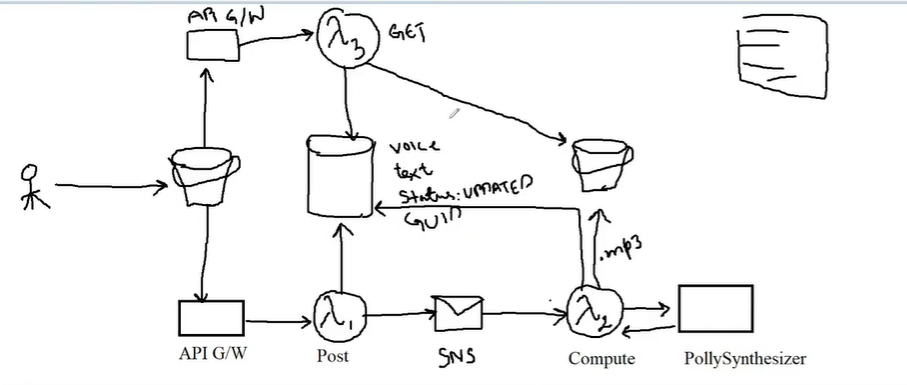 API G/W
λ3 GET
voice
text
Status: UPDATED
GUID
.mp3
λ1
λ2
API G/W
Post
SNS
Compute
PollySynthesizer